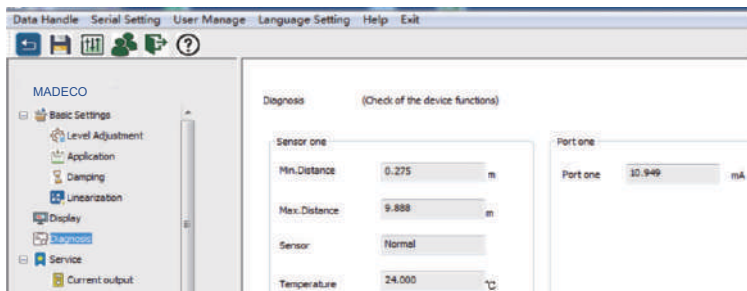 Data Handle Serial Setting User Manage Language Setting Help Exit
MADECO
Basic Settings
Level Adjustment
Application
Damping
Linearization
Display
Diagnosis
Service
Current output
Diagnosis (Check of the device functions)
Sensor one
Min.Distance 0.275 m
Max.Distance 9.888 m
Sensor Normal
Temperature 24.000 ℃
Port one
Port one 10.949 mA